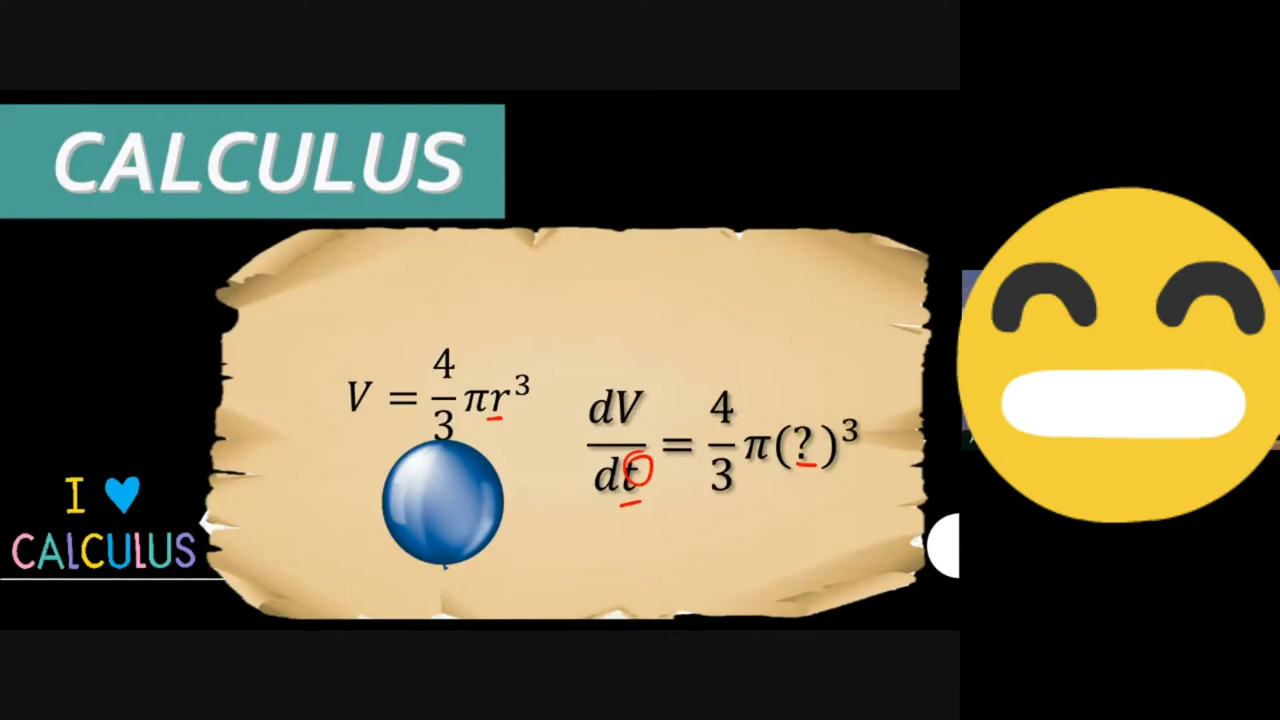 CALCULUS
V = 4/3 πr³
dV/dt = 4/3 π(?)³
I
CALCULUS